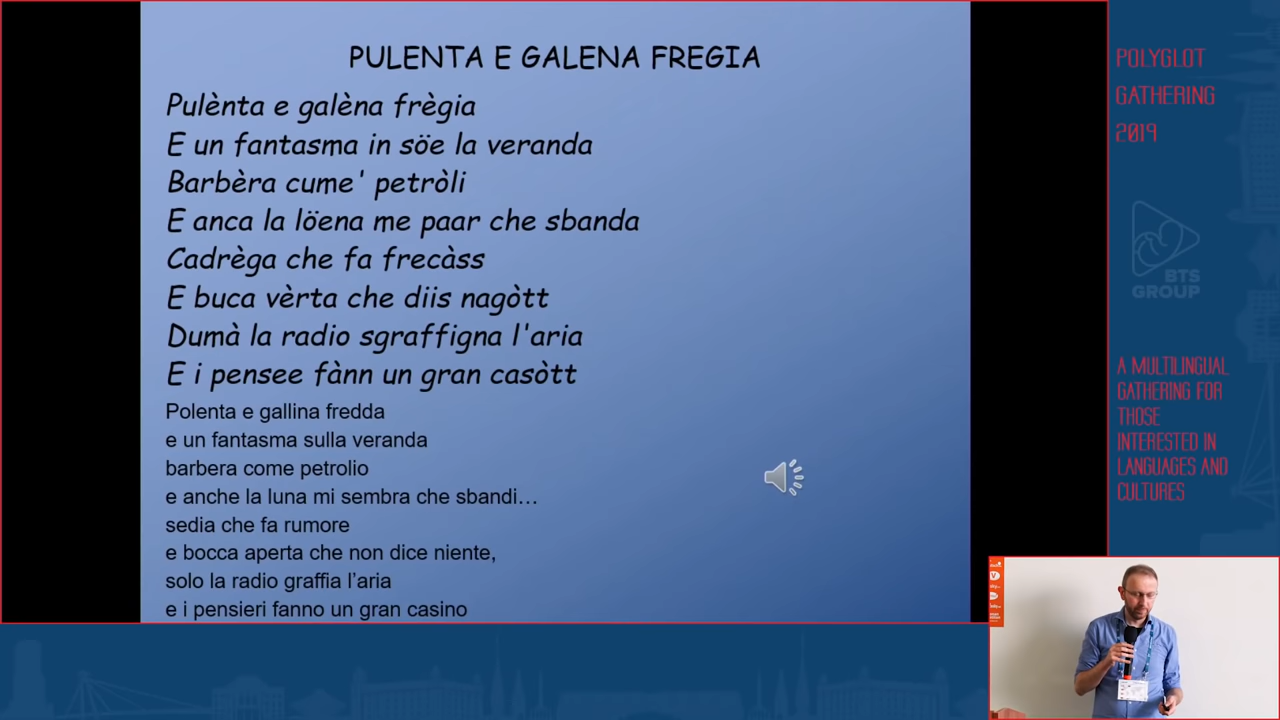 PULENTA E GALENA FREGIA
Pulènta e galèna frègia
E un fantasma in söe la veranda
Barbèra cume' petròli
E anca la löena me paar che sbanda
Cadrèga che fa frecàss
E buca vèrta che diis nagòtt
Dumà la radio sgraffigna l'aria
E i pensee fànn un gran casòtt
Polenta e gallina fredda
e un fantasma sulla veranda
barbera come petrolio
e anche la luna mi sembra che sbandi…
sedia che fa rumore
e bocca aperta che non dice niente,
solo la radio graffia l’aria
e i pensieri fanno un gran casino
POLYGLOT
GATHERING
2019
BTS
GROUP
A MULTILINGUAL
GATHERING FOR
THOSE
INTERESTED IN
LANGUAGES AND
CULTURES